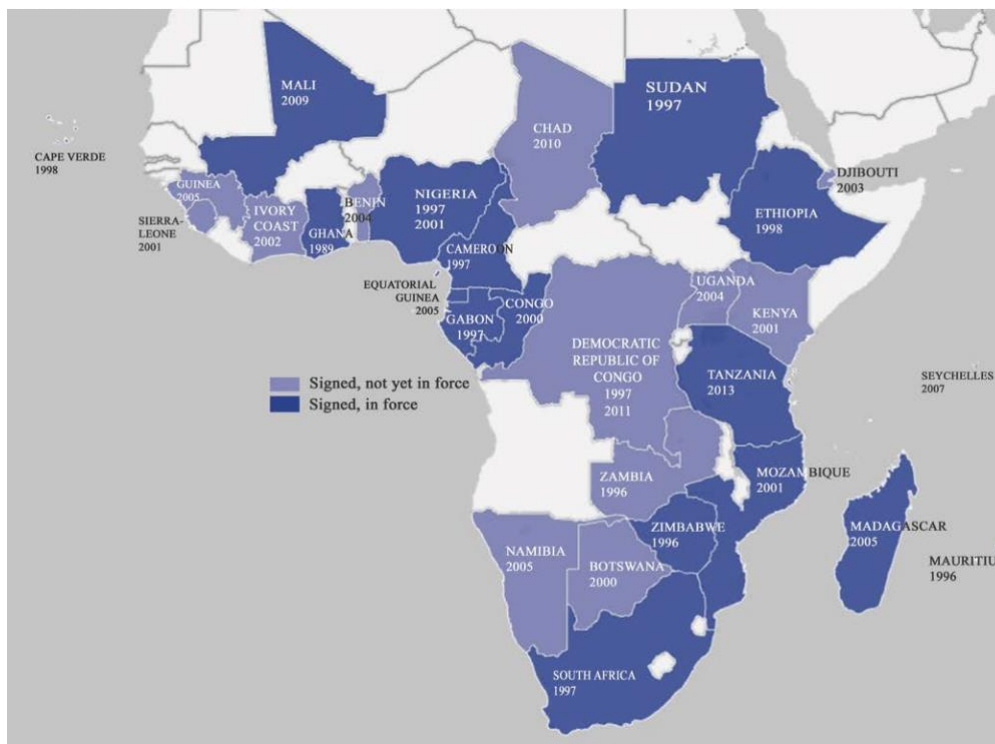 MALI
2009
SUDAN
1997
CHAD
2010
CAPE VERDE
1998
GUINEA
2005
SIERRA-
LEONE
2001
IVORY
COAST
2002
GHANA
1989
BENIN
2004
NIGERIA
1997
2001
CAMEROON
1997
DJIBOUTI
2003
ETHIOPIA
1998
EQUATORIAL
GUINEA
2005
GABON
1997
CONGO
2000
UGANDA
2004
KENYA
2001
DEMOCRATIC
REPUBLIC OF
CONGO
1997
2011
TANZANIA
2013
SEYCHELLES
2007
Signed, not yet in force
Signed, in force
ZAMBIA
1996
MOZAMBIQUE
2001
ZIMBABWE
1996
MADAGASCAR
2005
MAURITIU
1996
NAMIBIA
2005
BOTSWANA
2000
SOUTH AFRICA
1997